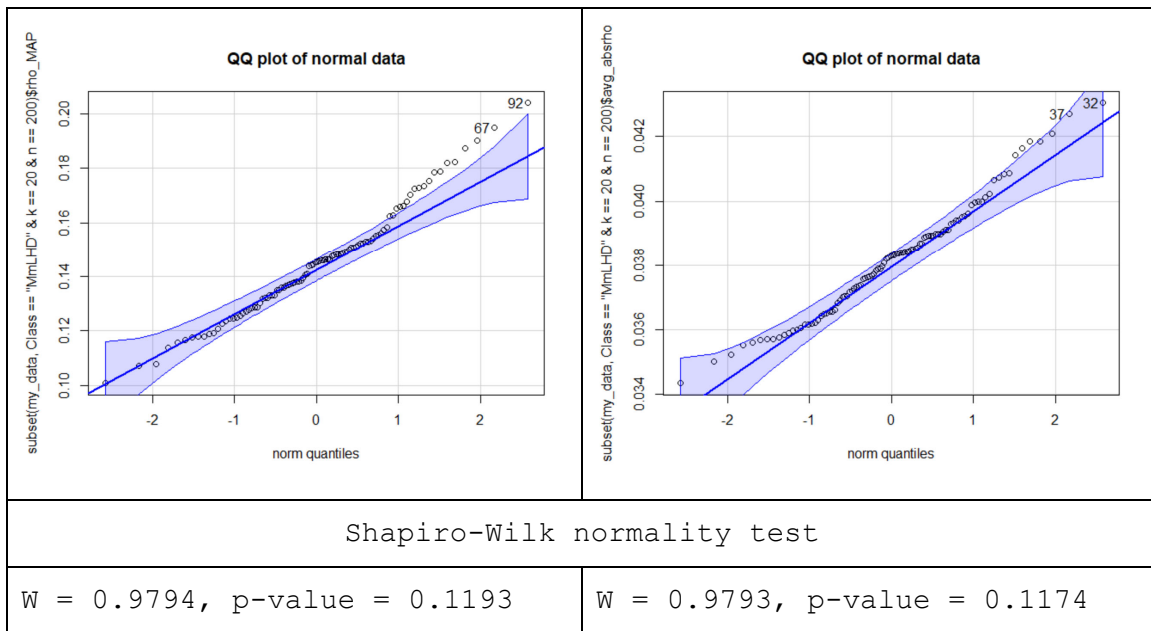 QQ plot of normal data
subset(my_data, Class == "MmLHD" & k == 20 & n == 200)$rho_MAP
0.20
0.18
0.16
0.14
0.12
0.10
92
67
-2 -1 0 1 2
norm quantiles
QQ plot of normal data
subset(my_data, Class == "MmLHD" & k == 20 & n == 200)$avg_absrho
0.042
0.040
0.038
0.036
0.034
37 32
-2 -1 0 1 2
norm quantiles
Shapiro-Wilk normality test
W = 0.9794, p-value = 0.1193
W = 0.9793, p-value = 0.1174